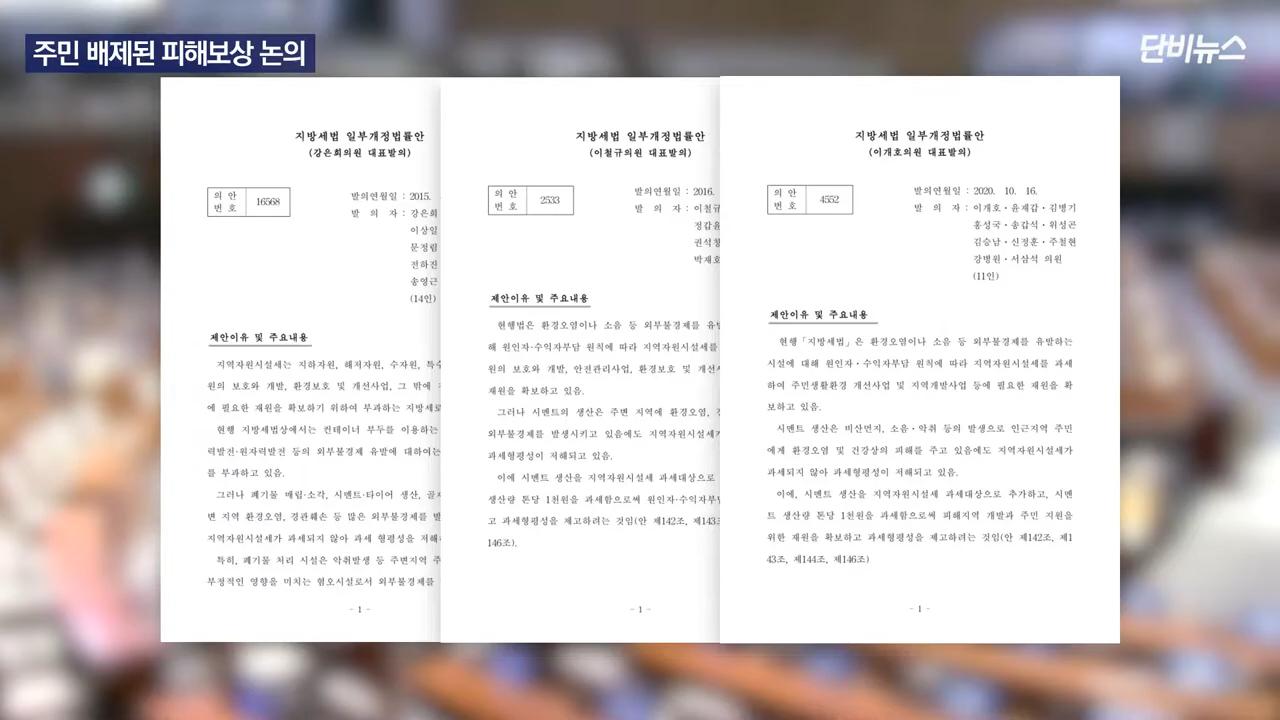 주민 배제된 피해보상 논의
단비뉴스
지방세법 일부개정법률안
(강은희의원 대표발의)
의 안
번 호
16568
발의연월일 : 2015.
발 의 자 : 강은희
이상일
문정림
전하진
송영근
(14인)
제안이유 및 주요내용
지역자원시설세는 지하자원, 해저자원, 수자원, 특수
원의 보호와 개발, 환경보호 및 개선사업, 그 밖에
에 필요한 재원을 확보하기 위하여 부과하는 지방세로
현행 지방세법상에서는 컨테이너 부두를 이용하는
력발전·원자력발전 등의 외부불경제 유발에 대하여는
를 부과하고 있음.
그러나 폐기물 매립·소각, 시멘트·타이어 생산,
변 지역 환경오염, 경관훼손 등 많은 외부불경제를
지역자원시설세가 과세되지 않아 과세 형평성이
특히, 폐기물 처리 시설은 악취발생 등 주변지역
부정적인 영향을 미치는 혐오시설로서 외부불경제를
- 1 -
지방세법 일부개정법률안
(이철규의원 대표발의)
의 안
번 호
2533
발의연월일 : 2016.
발 의 자 : 이철규
정갑윤
권석창
박재호
제안이유 및 주요내용
현행법은 환경오염이나 소음 등 외부불경제를
해 원인자·수익자부담 원칙에 따라 지역자원시설세를
원의 보호와 개발, 안전관리사업, 환경보호 및
재원을 확보하고 있음.
그러나 시멘트의 생산은 주변 지역에 환경오염,
외부불경제를 발생시키고 있음에도
과세형평성이 저해되고 있음.
이에 시멘트 생산을 지역자원시설세 과세대상으로
생산량 톤당 1천원을 과세함으로써
고 과세형평성을 제고하려는 것임(안 제142조, 제143
146조).
- 1 -
지방세법 일부개정법률안
(이개호의원 대표발의)
의 안
번 호
4552
발의연월일 : 2020. 10. 16.
발 의 자 : 이개호・윤재갑・김병기
홍성국・송갑석・위성곤
김승남・신정훈・주철현
강병원・서삼석 의원
(11인)
제안이유 및 주요내용
현행「지방세법」은 환경오염이나 소음 등 외부불경제를 유발하는
시설에 대해 원인자・수익자부담 원칙에 따라 지역자원시설세를 과세
하여 주민생활환경 개선사업 및 지역개발사업 등에 필요한 재원을 확
보하고 있음.
시멘트 생산은 비산먼지, 소음・악취 등의 발생으로 인근지역 주민
에게 환경오염 및 건강상의 피해를 주고 있음에도 지역자원시설세가
과세되지 않아 과세형평성이 저해되고 있음.
이에, 시멘트 생산을 지역자원시설세 과세대상으로 추가하고, 시멘
트 생산량 톤당 1천원을 과세함으로써 피해지역 개발과 주민 지원을
위한 재원을 확보하고 과세형평성을 제고하려는 것임(안 제142조, 제1
43조, 제144조, 제146조)
- 1 -